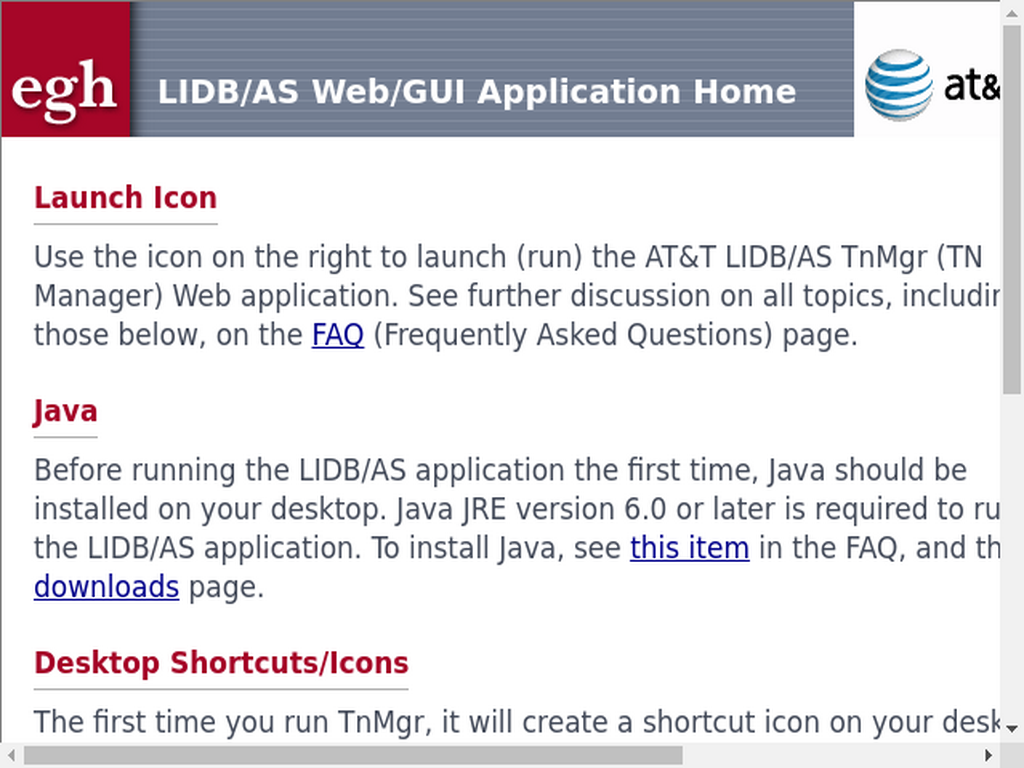 egh
LIDB/AS Web/GUI Application Home
at&
Launch Icon
Use the icon on the right to launch (run) the AT&T LIDB/AS TnMgr (TN
Manager) Web application. See further discussion on all topics, includin
those below, on the FAQ (Frequently Asked Questions) page.
Java
Before running the LIDB/AS application the first time, Java should be
installed on your desktop. Java JRE version 6.0 or later is required to ru
the LIDB/AS application. To install Java, see this item in the FAQ, and th
downloads page.
Desktop Shortcuts/Icons
The first time you run TnMgr, it will create a shortcut icon on your desk